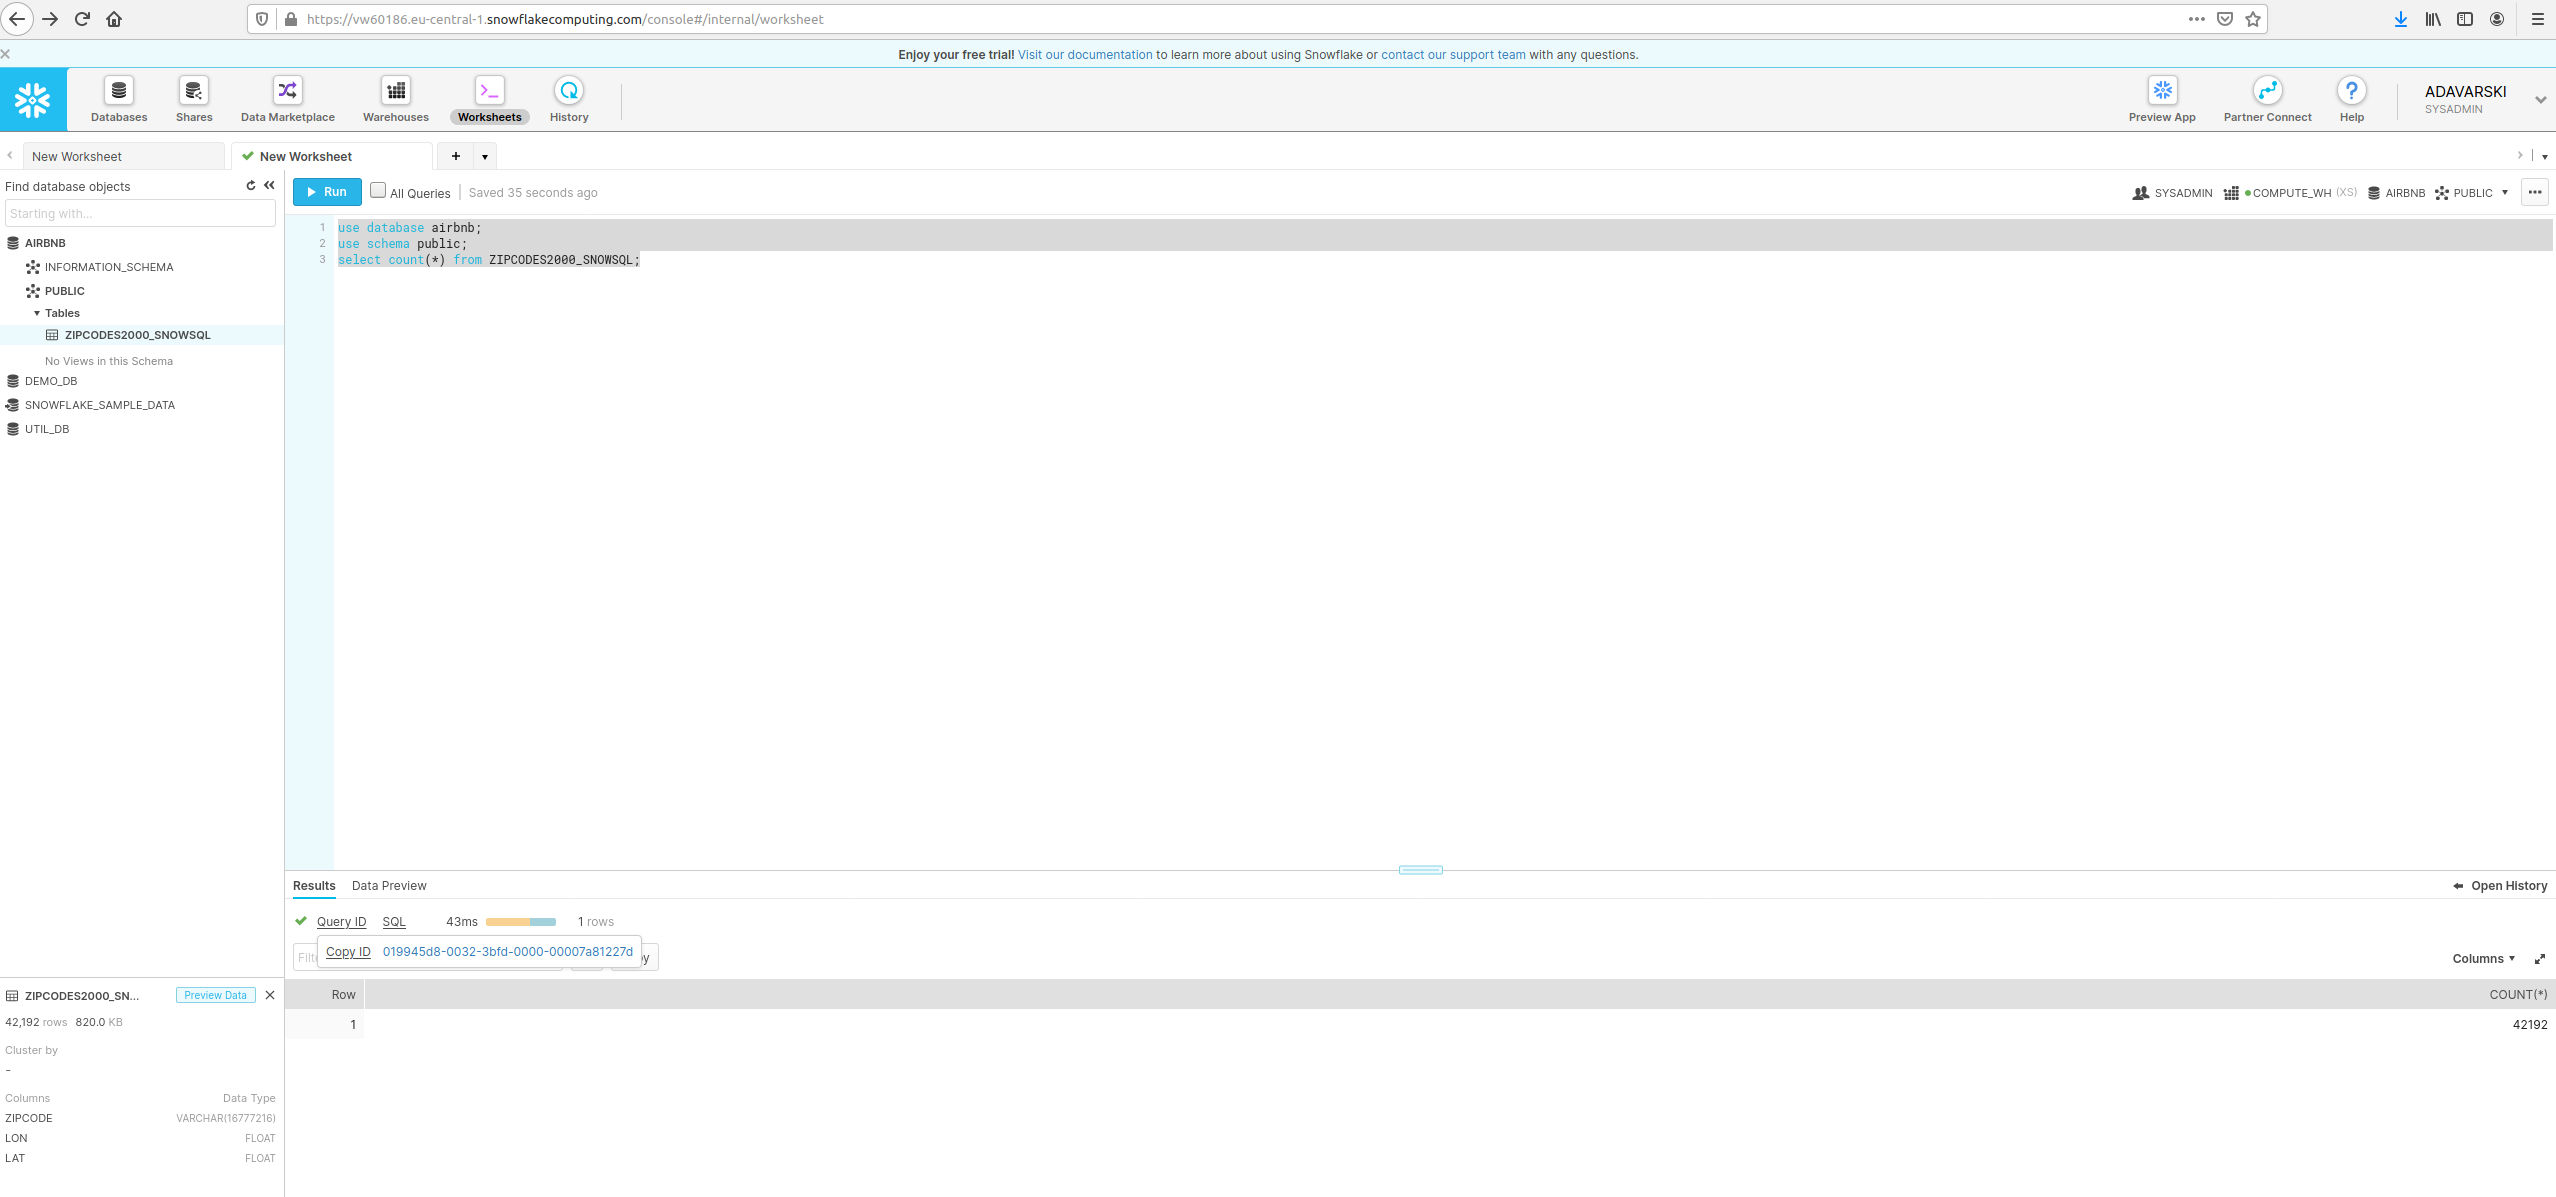 https://vw60186.eu-central-1.snowflakecomputing.com/console#/internal/worksheet
Enjoy your free trial! Visit our documentation to learn more about using Snowflake or contact our support team with any questions.
Databases Shares Data Marketplace Warehouses Worksheets History
Preview App Partner Connect Help
ADAVARSKI
SYSADMIN
New Worksheet New Worksheet
Find database objects
Starting with...
AIRBNB
INFORMATION_SCHEMA
PUBLIC
Tables
ZIPCODES2000_SNOWSQL
No Views in this Schema
DEMO_DB
SNOWFLAKE_SAMPLE_DATA
UTIL_DB
Run All Queries Saved 35 seconds ago
SYSADMIN COMPUTE_WH (XS) AIRBNB PUBLIC
1 use database airbnb;
2 use schema public;
3 select count(*) from ZIPCODES2000_SNOWSQL;
Results Data Preview
Open History
Query ID SQL 43ms 1 rows
Copy ID 019945d8-0032-3bfd-0000-00007a81227d
Columns
Row COUNT(*)
1 42192
ZIPCODES2000_SN... Preview Data
42,192 rows 820.0 KB
Cluster by
-
Columns Data Type
ZIPCODE VARCHAR(16777216)
LON FLOAT
LAT FLOAT